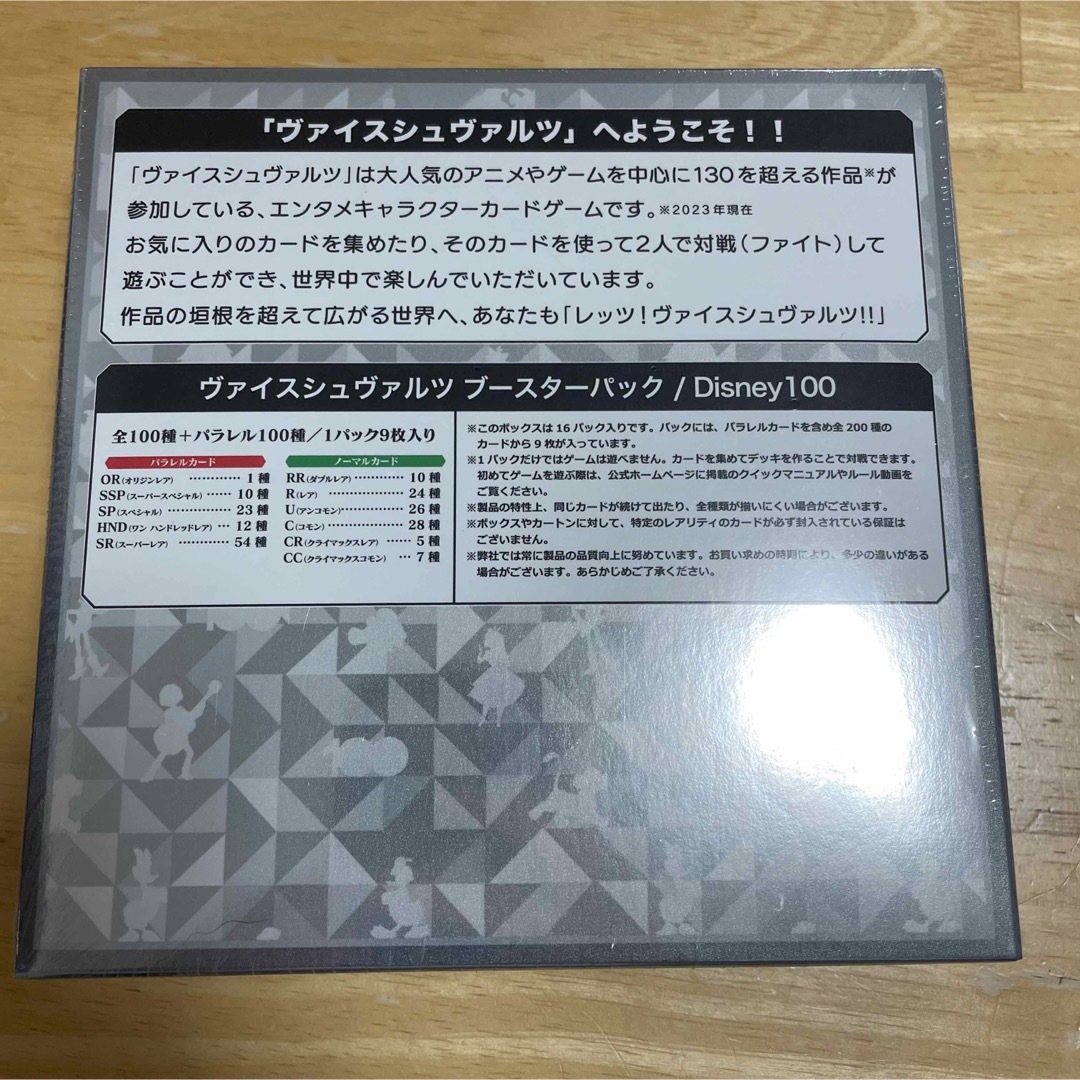 「ヴァイスシュヴァルツ」へようこそ！！
「ヴァイスシュヴァルツ」は大人気のアニメやゲームを中心に130を超える作品※が
参加している、エンタメキャラクターカードゲームです。※2023年現在
お気に入りのカードを集めたり、そのカードを使って2人で対戦（ファイト）して
遊ぶことができ、世界中で楽しんでいただいています。
作品の垣根を超えて広がる世界へ、あなたも「レッツ！ヴァイスシュヴァルツ!!」
ヴァイスシュヴァルツ ブースターパック / Disney100
全100種＋パラレル100種／1パック9枚入り
パラレルカード
OR(オリジンレア)⋯⋯⋯⋯ 1種
SSP(スーパースペシャル)⋯ 10種
SP(スペシャル)⋯⋯⋯⋯ 23種
HND(ワン ハンドレッドレア)⋯ 12種
SR(スーパーレア) ⋯⋯⋯⋯ 54種
ノーマルカード
RR(ダブルレア)⋯⋯⋯⋯ 10種
R(レア)⋯⋯⋯⋯⋯ 24種
U(アンコモン)⋯⋯⋯⋯ 26種
C(コモン)⋯⋯⋯⋯⋯ 28種
CR(クライマックスレア)⋯⋯ 5種
CC(クライマックスコモン) ⋯ 7種
※このボックスは16パック入りです。パックには、パラレルカードを含め全200種の
カードから9枚が入っています。
※1パックだけではゲームは遊べません。カードを集めてデッキを作ることで対戦できます。
初めてゲームを遊ぶ際は、公式ホームページに掲載のクイックマニュアルやルール動画を
ご覧ください。
※製品の特性上、同じカードが続けて出たり、全種類が揃いにくい場合がございます。
※ボックスやカートンに対して、特定のレアリティのカードが必ず封入されている保証は
ございません。
※弊社では常に製品の品質向上に努めています。お買い求めの時期により、多少の違いがある
場合がございます。あらかじめご了承ください。
100
100